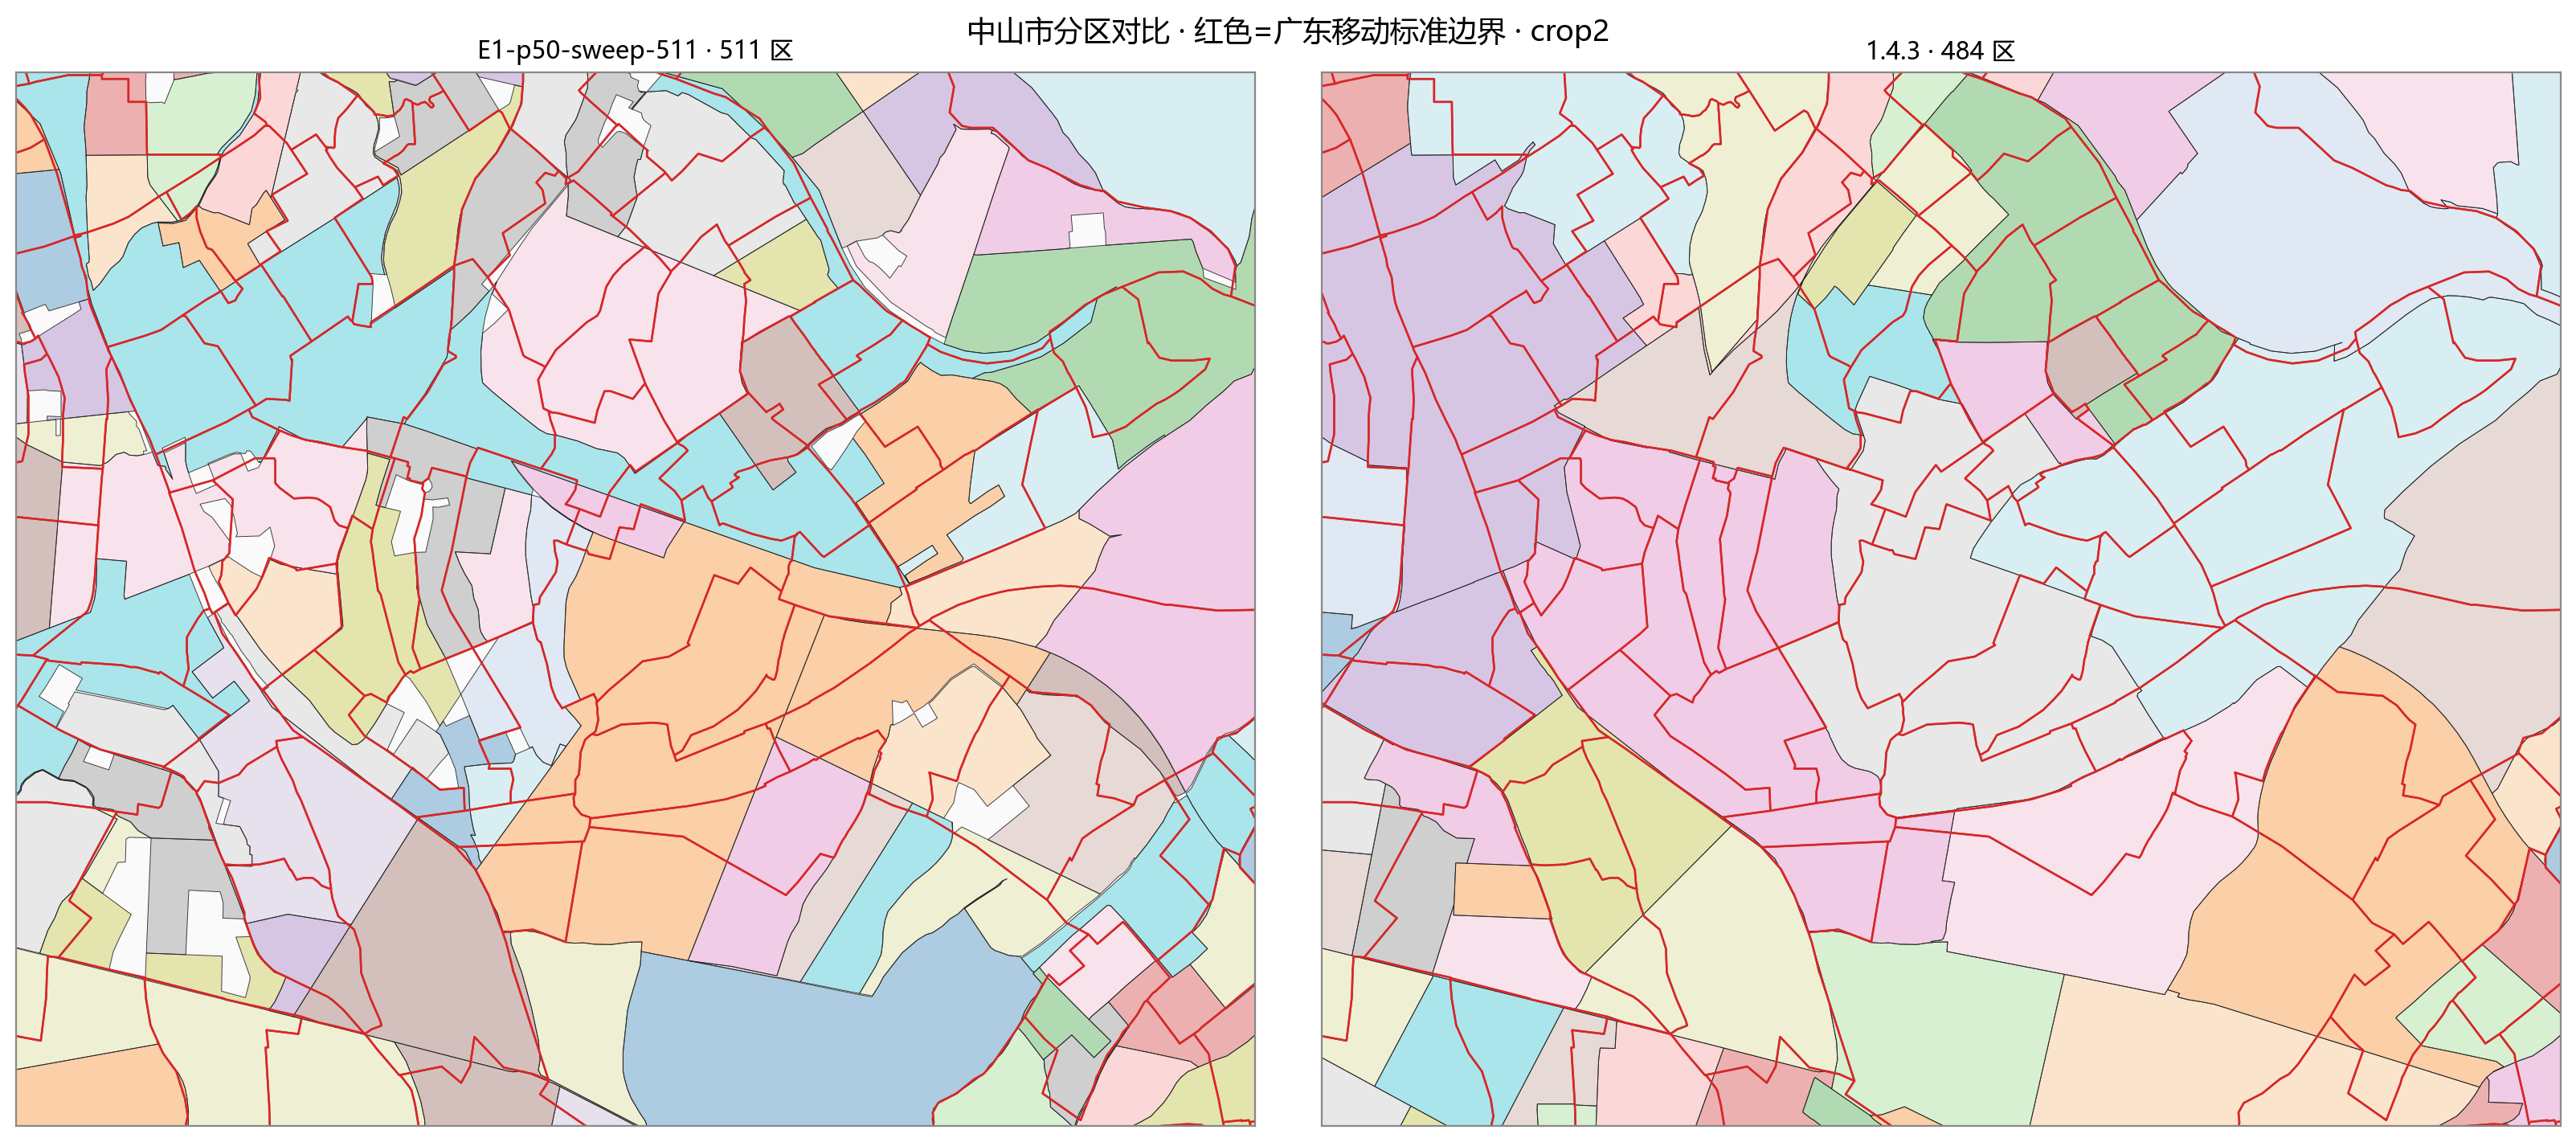 中山市分区对比 · 红色=广东移动标准边界 · crop2
E1-p50-sweep-511 · 511 区
1.4.3 · 484 区